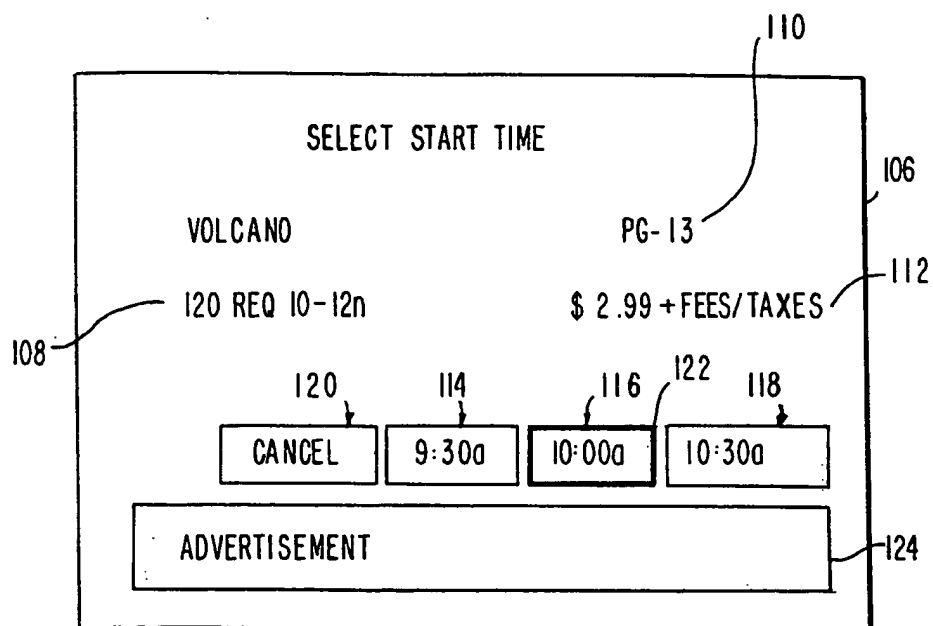 110
SELECT START TIME
106
VOLCANO PG-13
112
120 REQ 10-12n $ 2.99 + FEES/TAXES
108
120 114 116 122 118
CANCEL 9:30a 10:00a 10:30a
ADVERTISEMENT
124